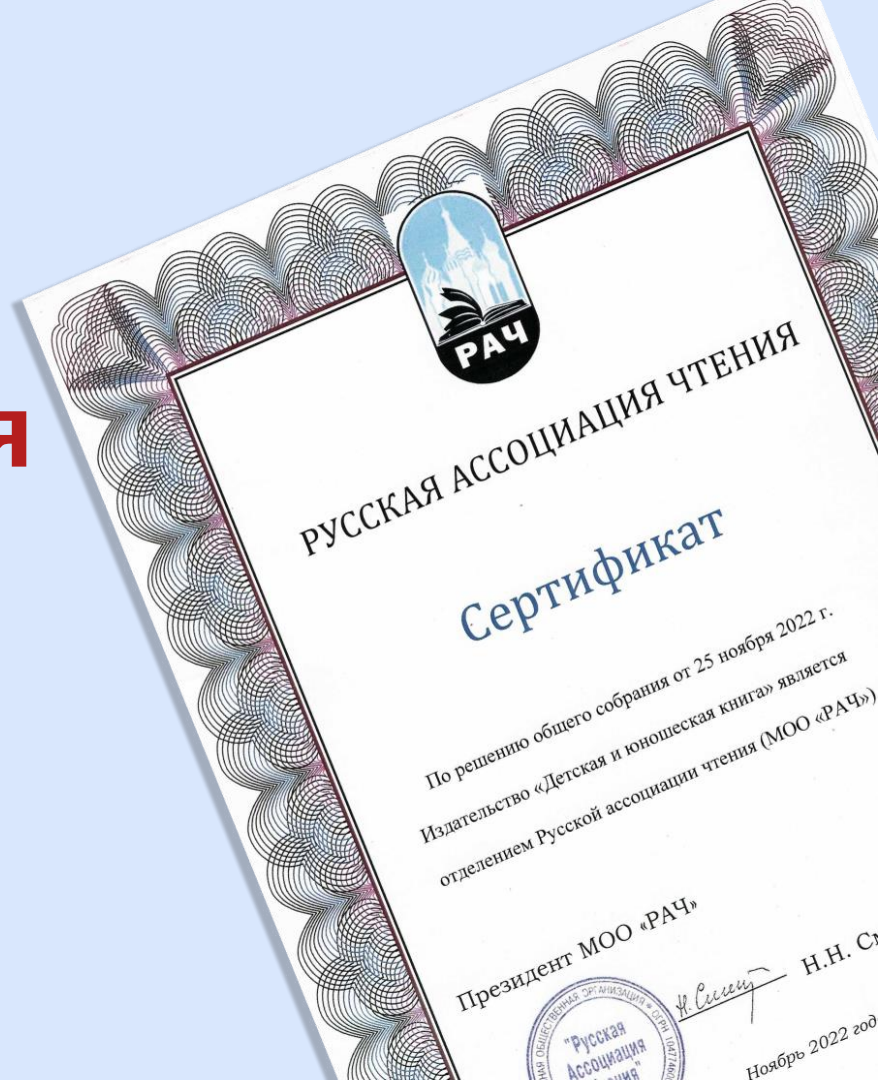 я
РАЧ
РУССКАЯ АССОЦИАЦИЯ ЧТЕНИЯ
Сертификат
По решению общего собрания от 25 ноября 2022 г.
Издательство «Детская и юношеская книга» является
отделением Русской ассоциации чтения (МОО «РАЧ»)
Президент МОО «РАЧ»
Н.Н.
"Русская
Ассоциация
Ноябрь 2022